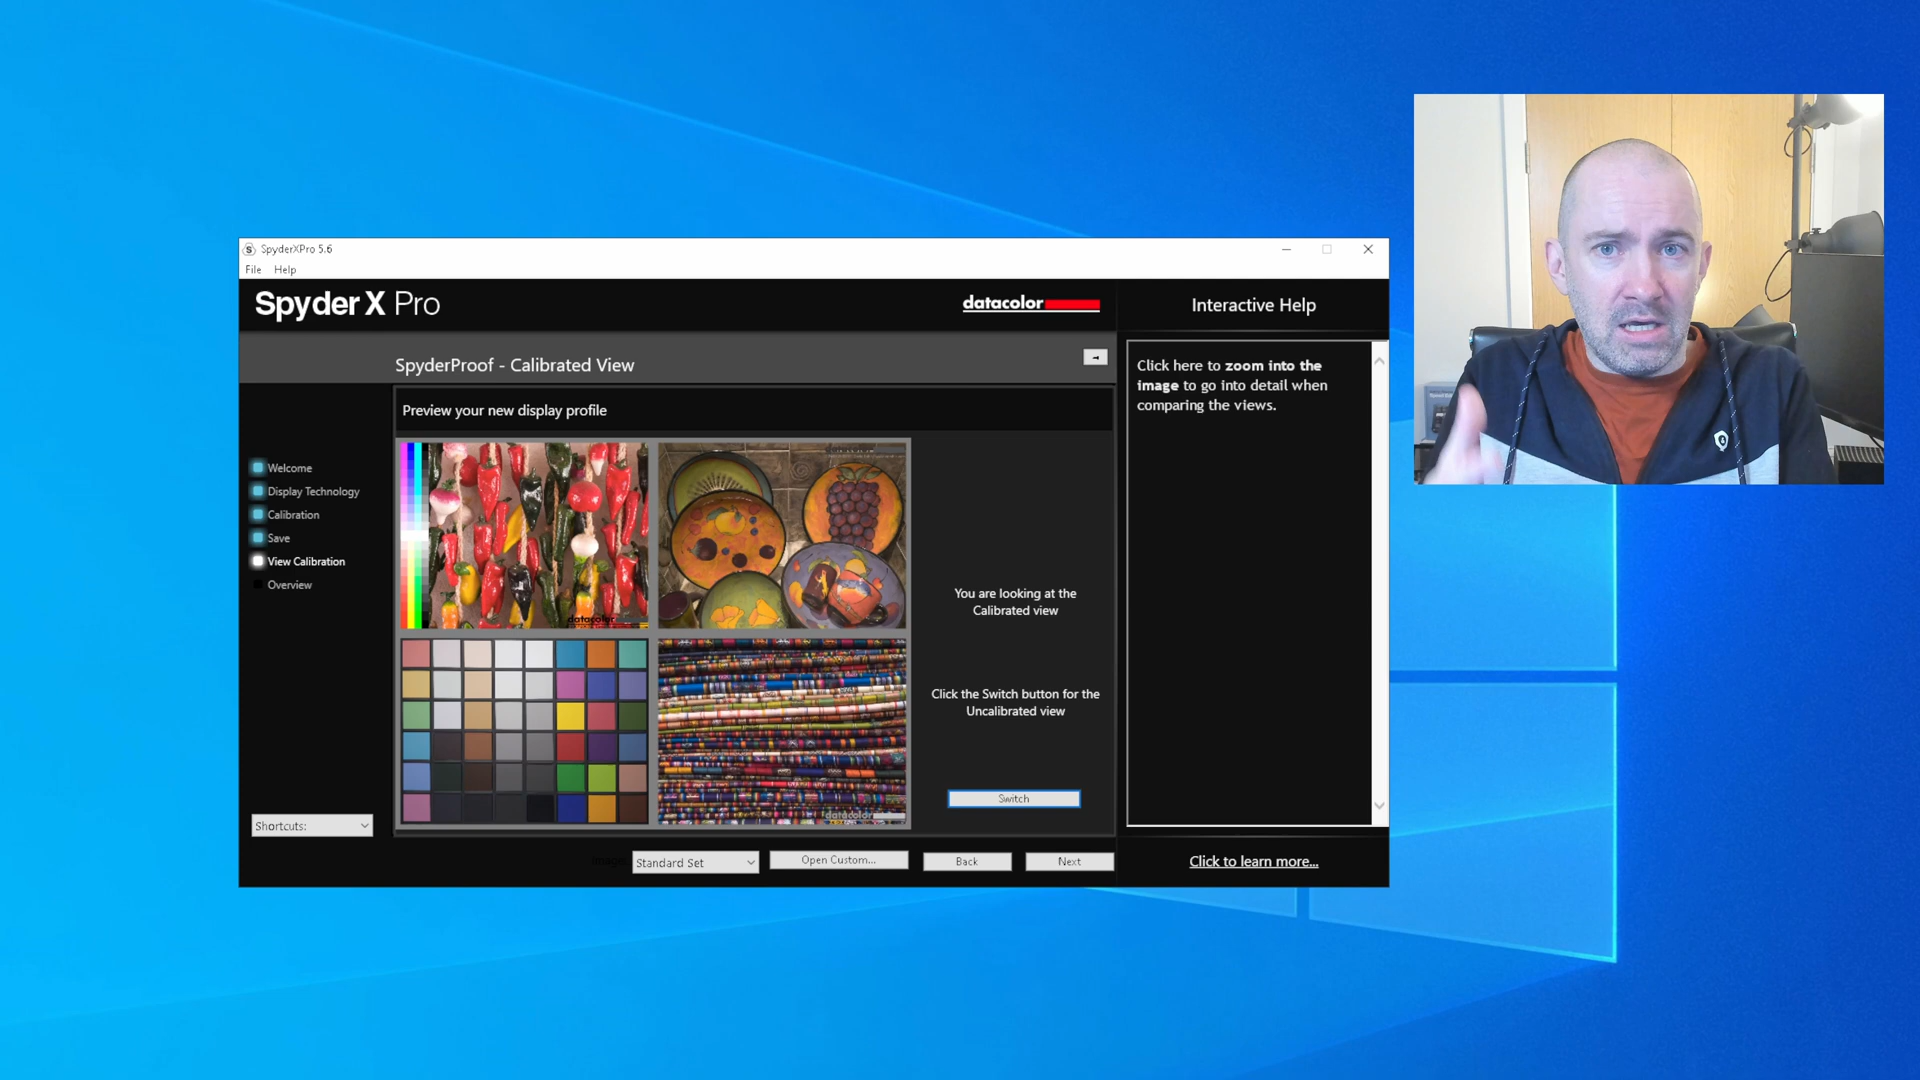 SpyderXPro 5.6
File Help
Spyder X Pro
datacolor
Interactive Help
SpyderProof - Calibrated View
Preview your new display profile
Click here to zoom into the
image to go into detail when
comparing the views.
Welcome
Display Technology
Calibration
Save
View Calibration
Overview
datacolor
You are looking at the
Calibrated view
Click the Switch button for the
Uncalibrated view
Switch
datacolor
Shortcuts:
Standard Set
Open Custom...
Back
Next
Click to learn more...